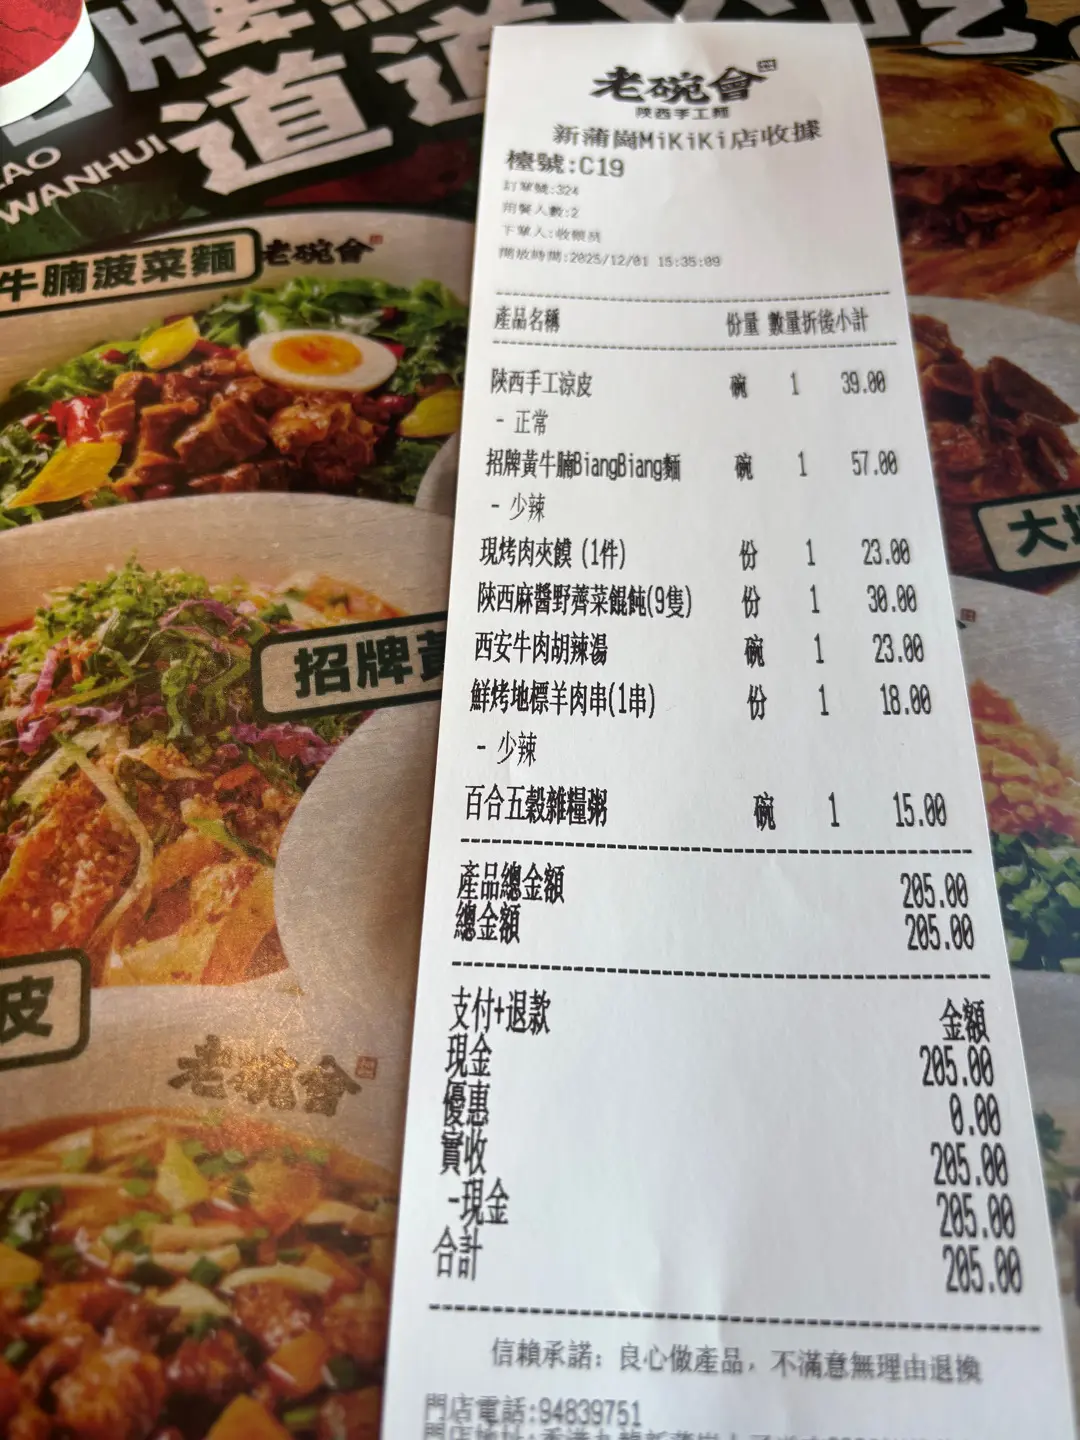 道道
LAO
WANHUI
牛腩菠菜麵
老碗會
招牌黃
皮
老碗會
大
老碗會
陝西手工麵
新蒲崗MiKiKi店收據
檯號:C19
訂單號:324
用餐人數:2
下單人:收銀員
開放時間:2025/12/01 15:35:09
產品名稱 份量 數量折後小計
陝西手工涼皮 碗 1 39.00
- 正常
招牌黃牛腩BiangBiang麵 碗 1 57.00
- 少辣
現烤肉夾饃 (1件) 份 1 23.00
陝西麻醬野薺菜餛飩(9隻) 份 1 30.00
西安牛肉胡辣湯 碗 1 23.00
鮮烤地標羊肉串(1串) 份 1 18.00
- 少辣
百合五穀雜糧粥 碗 1 15.00
產品總金額 205.00
總金額 205.00
支付+退款 金額
現金 205.00
優惠 0.00
實收 205.00
-現金 205.00
合計 205.00
信賴承諾：良心做產品，不滿意無理由退換
門店電話:94839751